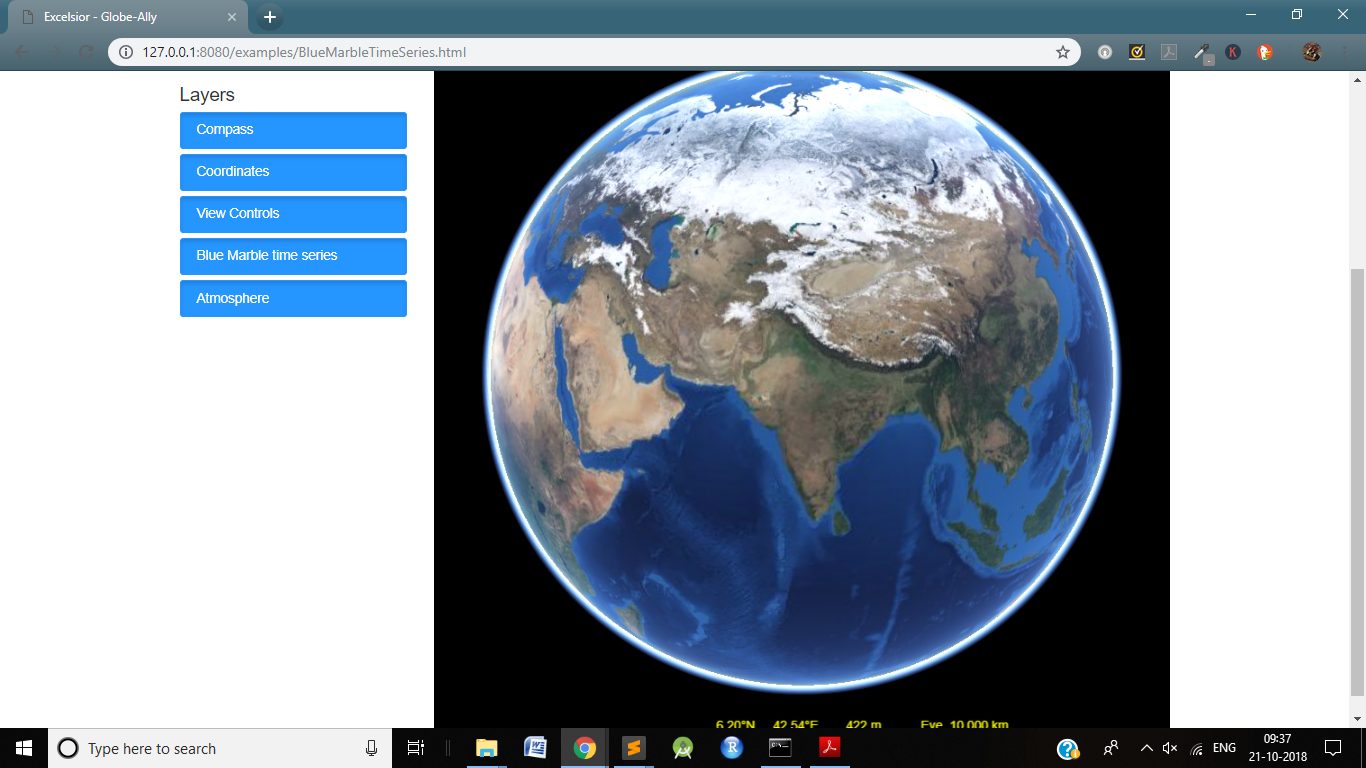 Excelsior - Globe-Ally
127.0.0.1:8080/examples/BlueMarbleTimeSeries.html
Layers
Compass
Coordinates
View Controls
Blue Marble time series
Atmosphere
6.20°N 42.54°E 422 m Eye 10,000 km
Type here to search
ENG
09:37
21-10-2018